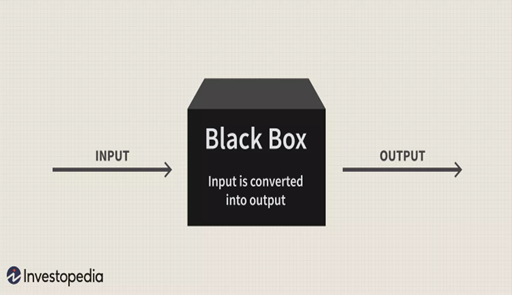 Black Box
INPUT
OUTPUT
Input is converted
into output
Investopedia